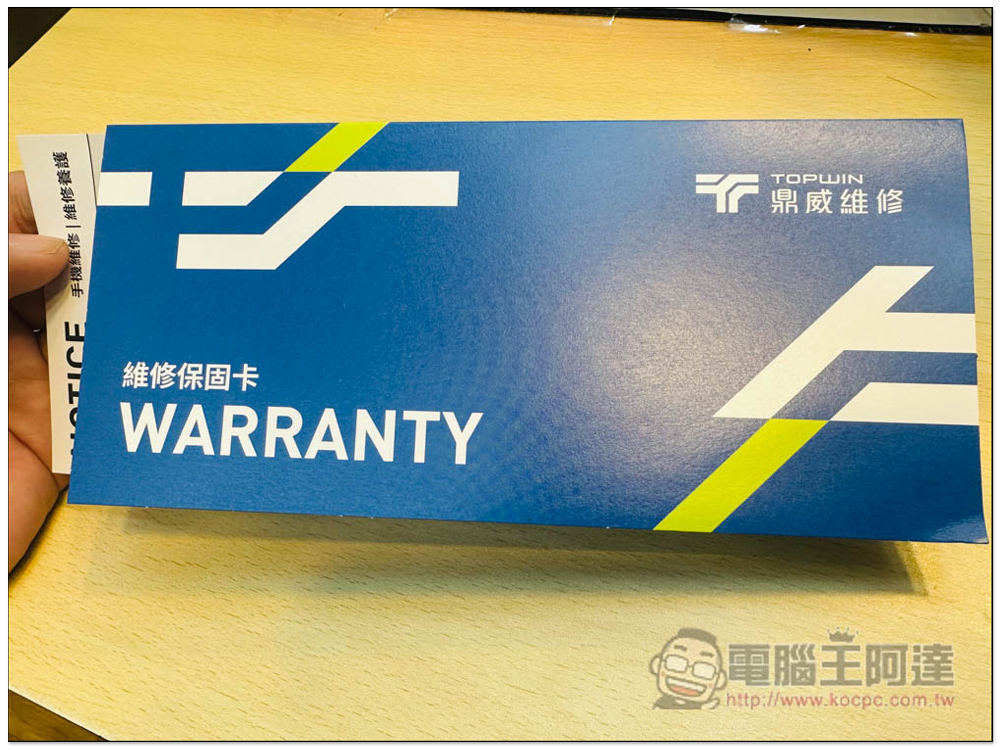 TOPWIN
鼎威維修
維修保固卡
WARRANTY
手機維修|維修養護
電腦王阿達
http://www.kocpc.com.tw